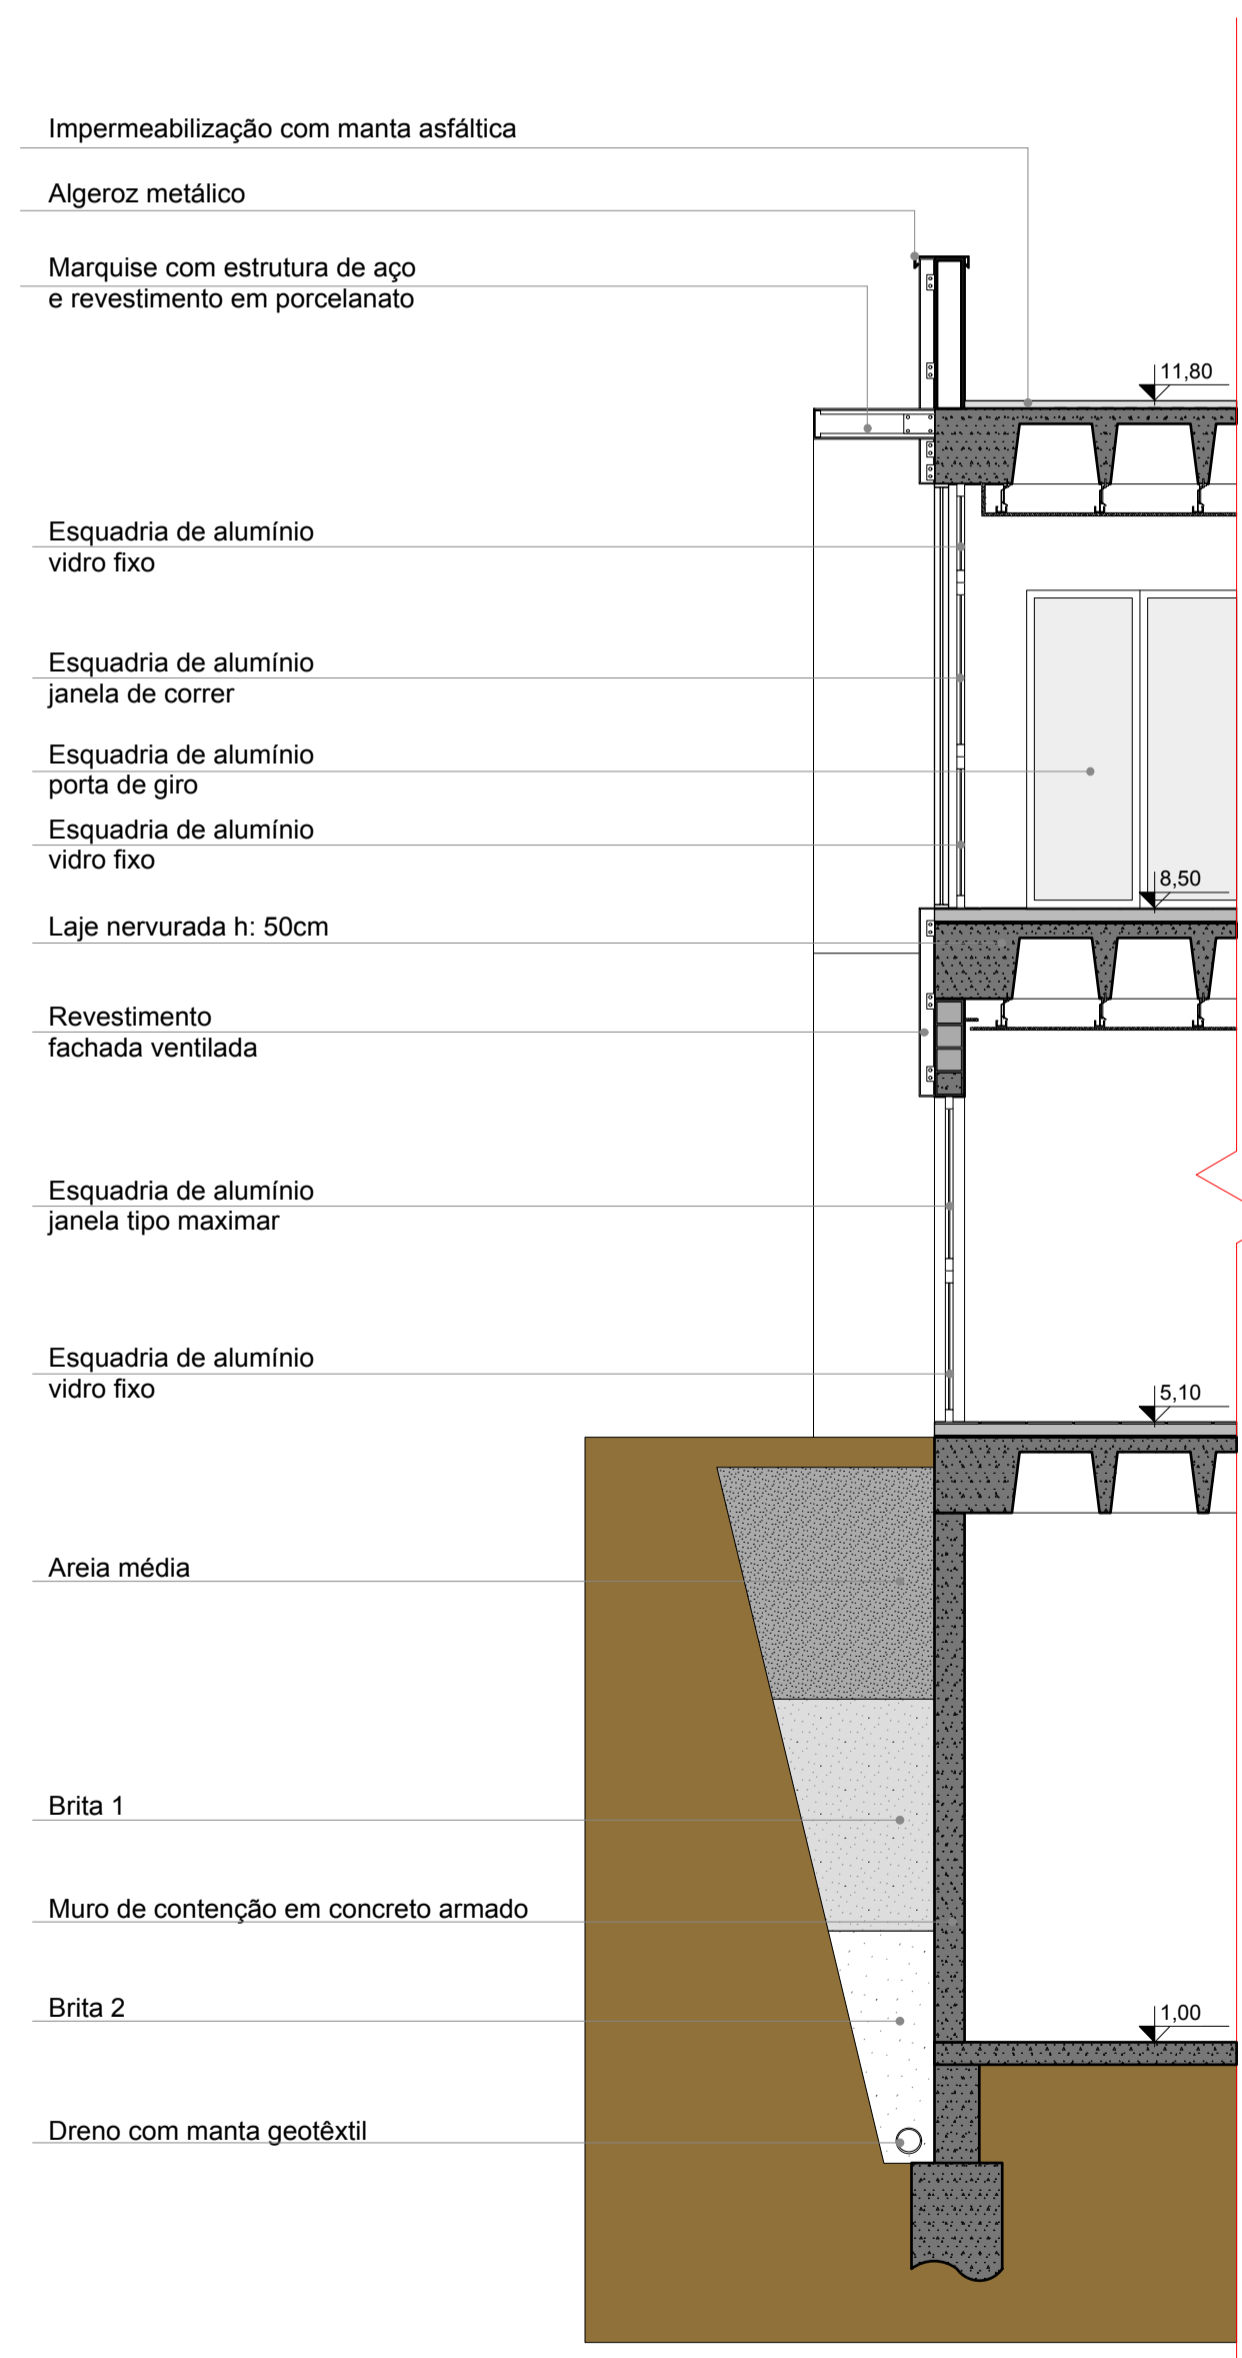 Impermeabilização com manta asfáltica
Algeroz metálico
Marquise com estrutura de aço
e revestimento em porcelanato
11,80
Esquadria de alumínio
vidro fixo
Esquadria de alumínio
janela de correr
Esquadria de alumínio
porta de giro
Esquadria de alumínio
vidro fixo
8,50
Laje nervurada h: 50cm
Revestimento
fachada ventilada
Esquadria de alumínio
janela tipo maximar
Esquadria de alumínio
vidro fixo
5,10
Areia média
Brita 1
Muro de contenção em concreto armado
Brita 2
1,00
Dreno com manta geotêxtil